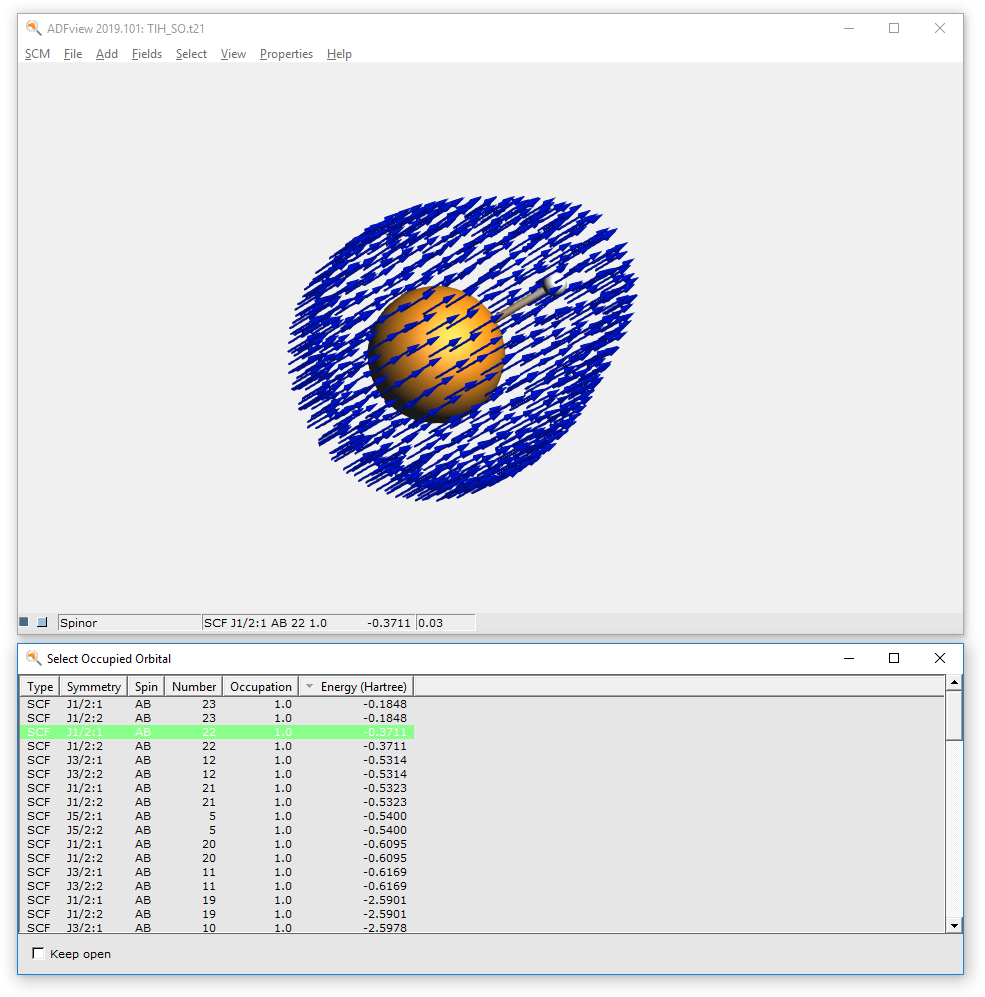 ADFview 2019.101: TlH_SO.t21
SCM File Add Fields Select View Properties Help
Spinor SCF J1/2:1 AB 22 1.0 -0.3711 0.03
Select Occupied Orbital
Type Symmetry Spin Number Occupation Energy (Hartree)
SCF J1/2:1 AB 23 1.0 -0.1848
SCF J1/2:2 AB 23 1.0 -0.1848
SCF J1/2:1 AB 22 1.0 -0.3711
SCF J1/2:2 AB 22 1.0 -0.3711
SCF J3/2:1 AB 12 1.0 -0.5314
SCF J3/2:2 AB 12 1.0 -0.5314
SCF J1/2:1 AB 21 1.0 -0.5323
SCF J1/2:2 AB 21 1.0 -0.5323
SCF J5/2:1 AB 5 1.0 -0.5400
SCF J5/2:2 AB 5 1.0 -0.5400
SCF J1/2:1 AB 20 1.0 -0.6095
SCF J1/2:2 AB 20 1.0 -0.6095
SCF J3/2:1 AB 11 1.0 -0.6169
SCF J3/2:2 AB 11 1.0 -0.6169
SCF J1/2:1 AB 19 1.0 -2.5901
SCF J1/2:2 AB 19 1.0 -2.5901
SCF J3/2:1 AB 10 1.0 -2.5978
Keep open